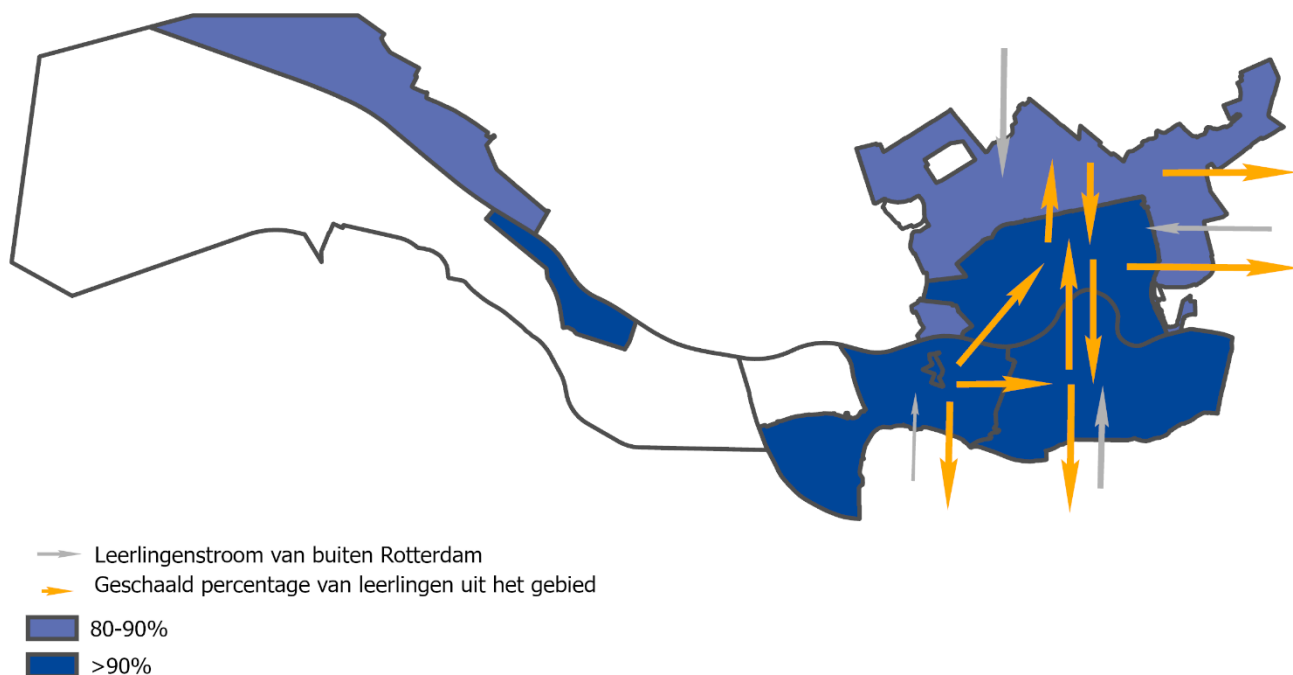 Leerlingenstroom van buiten Rotterdam
Geschaald percentage van leerlingen uit het gebied
80-90%
>90%